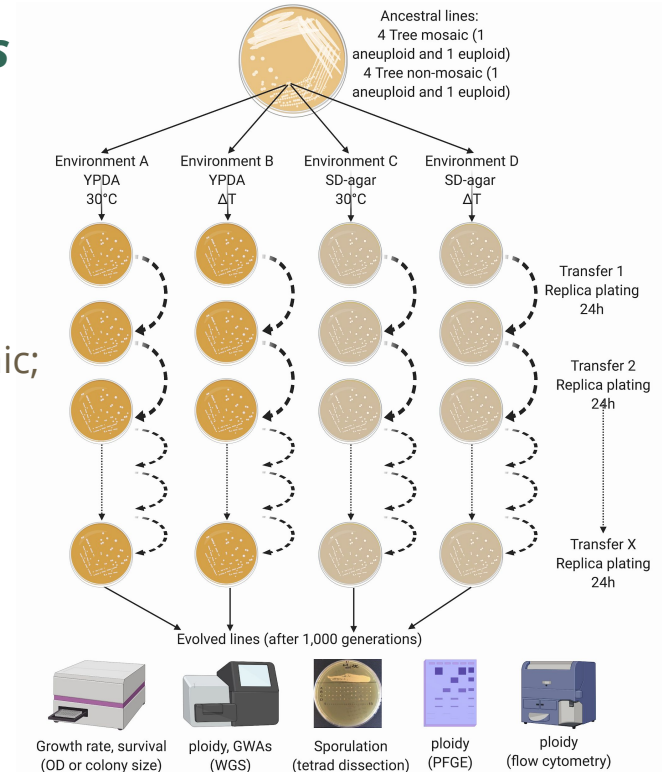 s
Ancestral lines:
4 Tree mosaic (1
aneuploid and 1 euploid)
4 Tree non-mosaic (1
aneuploid and 1 euploid)
Environment A
YPDA
30°C
Environment B
YPDA
ΔT
Environment C
SD-agar
30°C
Environment D
SD-agar
ΔT
Transfer 1
Replica plating
24h
ic;
Transfer 2
Replica plating
24h
Transfer X
Replica plating
24h
Evolved lines (after 1,000 generations)
Growth rate, survival
(OD or colony size)
ploidy, GWAs
(WGS)
Sporulation
(tetrad dissection)
ploidy
(PFGE)
ploidy
(flow cytometry)